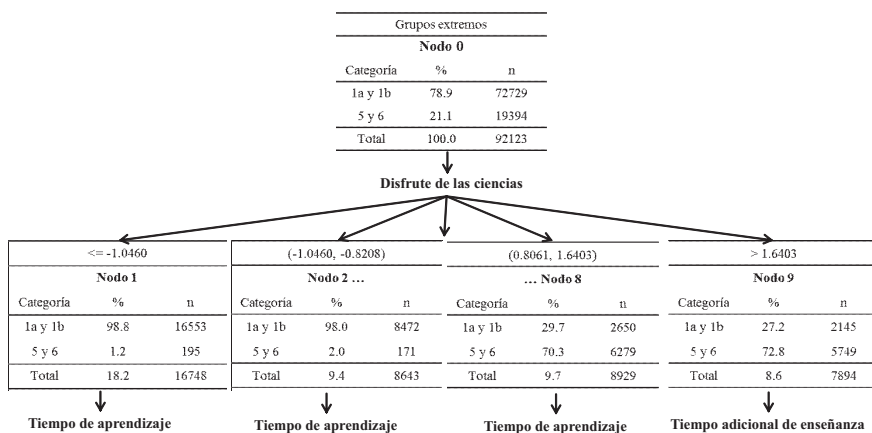 Grupos extremos
Nodo 0
Categoría % n
1a y 1b 78.9 72729
5 y 6 21.1 19394
Total 100.0 92123
Disfrute de las ciencias
<= -1.0460
Nodo 1
Categoría % n
1a y 1b 98.8 16553
5 y 6 1.2 195
Total 18.2 16748
Tiempo de aprendizaje
(-1.0460, -0.8208)
Nodo 2 ...
Categoría % n
1a y 1b 98.0 8472
5 y 6 2.0 171
Total 9.4 8643
Tiempo de aprendizaje
(0.8061, 1.6403)
... Nodo 8
Categoría % n
1a y 1b 29.7 2650
5 y 6 70.3 6279
Total 9.7 8929
Tiempo de aprendizaje
> 1.6403
Nodo 9
Categoría % n
1a y 1b 27.2 2145
5 y 6 72.8 5749
Total 8.6 7894
Tiempo adicional de enseñanza